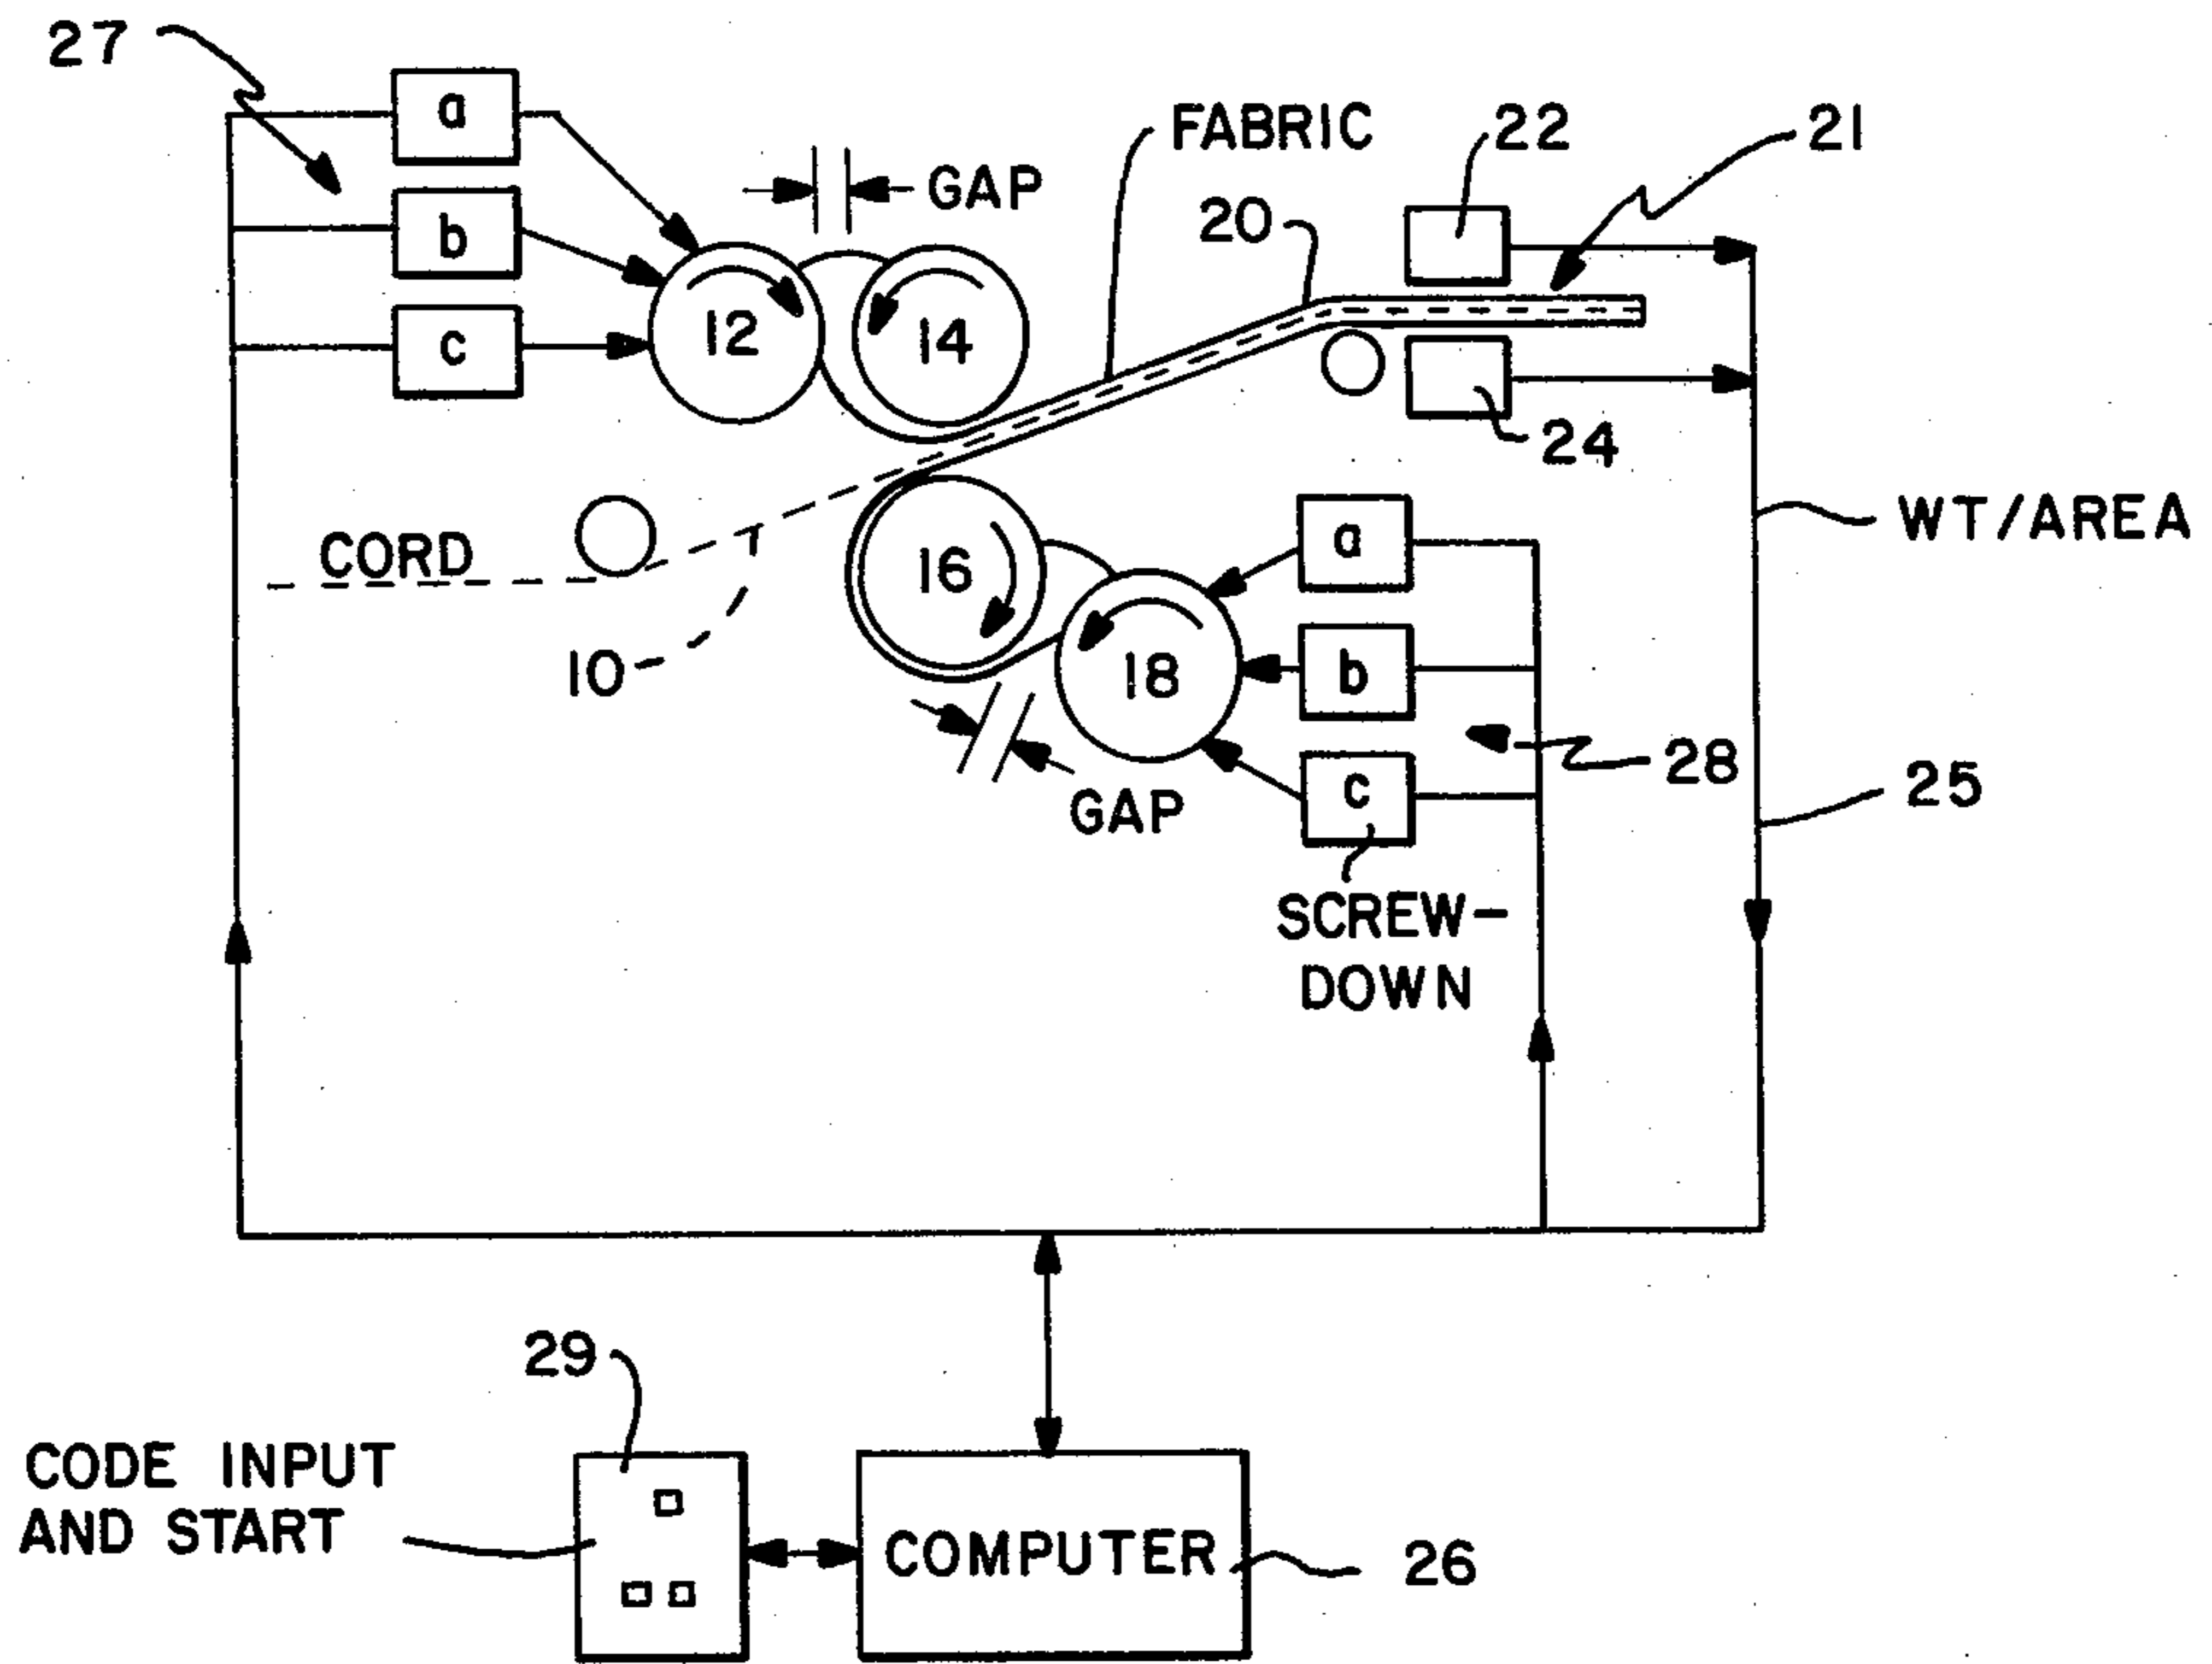 27
a
FABRIC
22
21
GAP
20
b
12
14
c
24
CORD
WT/AREA
a
16
10
18
b
28
25
c
GAP
SCREW-
DOWN
29
CODE INPUT
AND START
COMPUTER
26